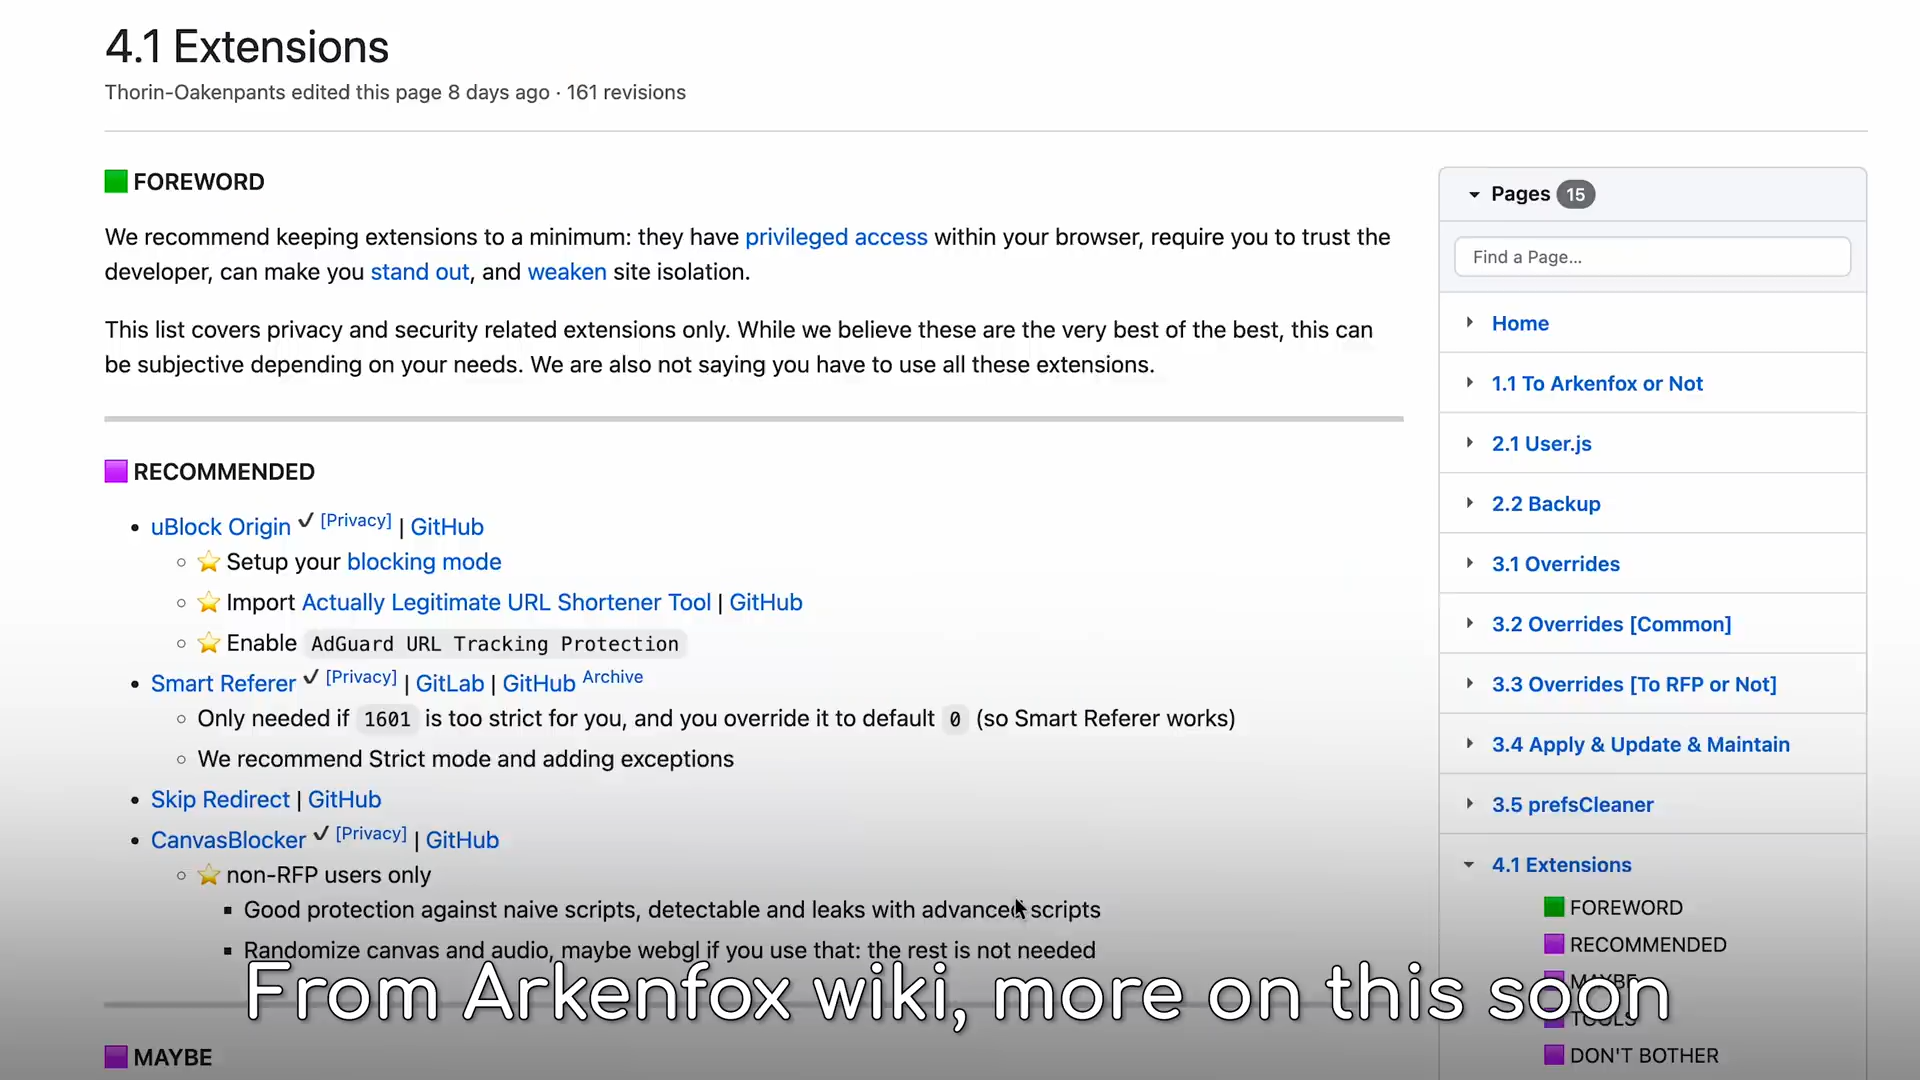 4.1 Extensions
Thorin-Oakenpants edited this page 8 days ago · 161 revisions
FOREWORD
We recommend keeping extensions to a minimum: they have privileged access within your browser, require you to trust the
developer, can make you stand out, and weaken site isolation.
This list covers privacy and security related extensions only. While we believe these are the very best of the best, this can
be subjective depending on your needs. We are also not saying you have to use all these extensions.
RECOMMENDED
uBlock Origin ✔ [Privacy] | GitHub
⭐ Setup your blocking mode
⭐ Import Actually Legitimate URL Shortener Tool | GitHub
⭐ Enable AdGuard URL Tracking Protection
Smart Referer ✔ [Privacy] | GitLab | GitHub Archive
Only needed if 1601 is too strict for you, and you override it to default 0 (so Smart Referer works)
We recommend Strict mode and adding exceptions
Skip Redirect | GitHub
CanvasBlocker ✔ [Privacy] | GitHub
⭐ non-RFP users only
Good protection against naive scripts, detectable and leaks with advanced scripts
Randomize canvas and audio, maybe webgl if you use that: the rest is not needed
MAYBE
Pages 15
Find a Page...
Home
1.1 To Arkenfox or Not
2.1 User.js
2.2 Backup
3.1 Overrides
3.2 Overrides [Common]
3.3 Overrides [To RFP or Not]
3.4 Apply & Update & Maintain
3.5 prefsCleaner
4.1 Extensions
FOREWORD
RECOMMENDED
MAYBE
TOOLS
DON'T BOTHER
From Arkenfox wiki, more on this soon